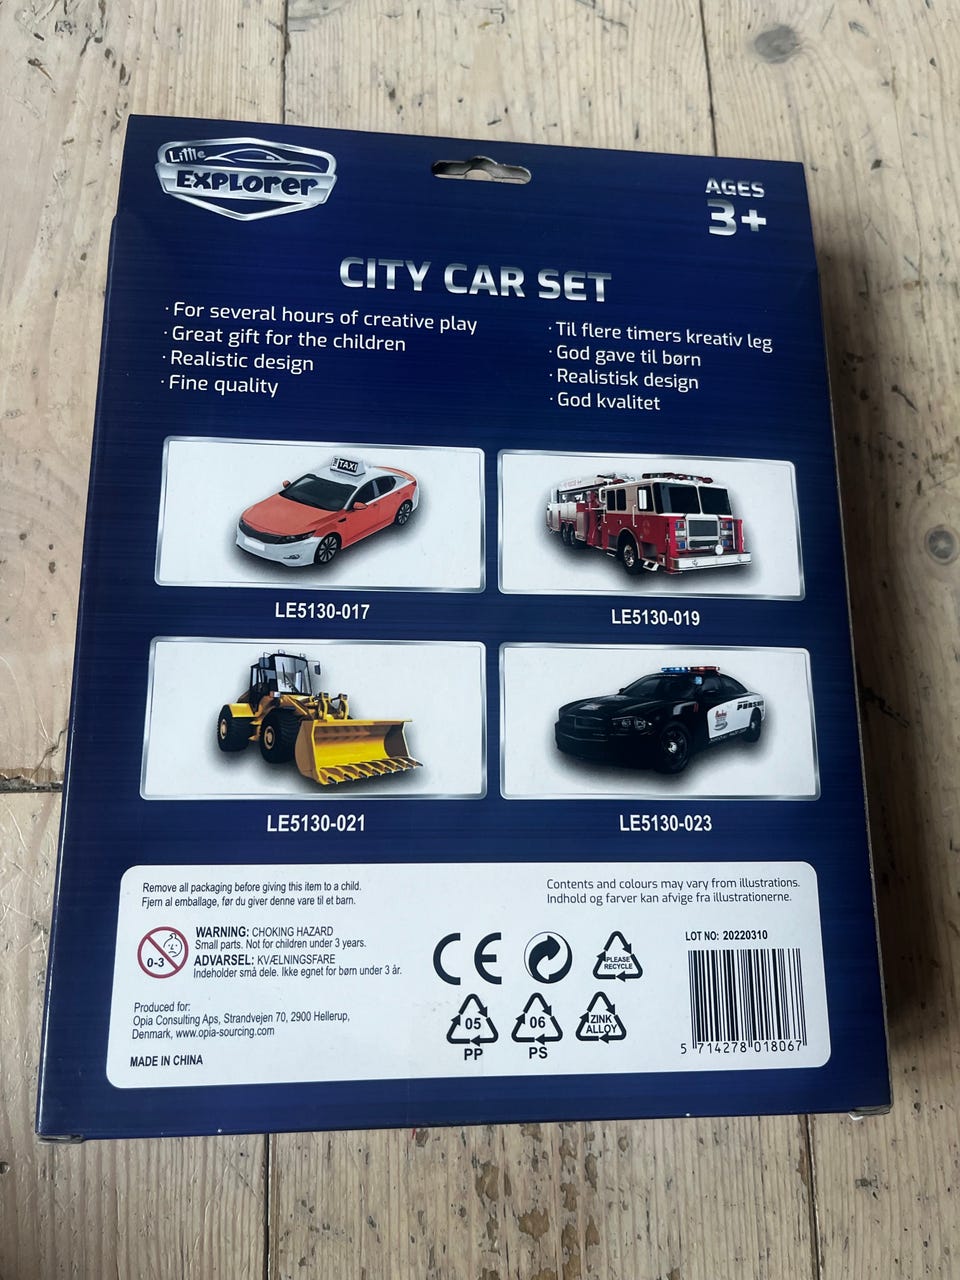 Little
EXPLORER
AGES
3+
CITY CAR SET
· For several hours of creative play
· Great gift for the children
· Realistic design
· Fine quality
· Til flere timers kreativ leg
· God gave til børn
· Realistisk design
· God kvalitet
TAXI
LE5130-017
LE5130-019
LE5130-021
LE5130-023
Remove all packaging before giving this item to a child.
Fjern al emballage, før du giver denne vare til et barn.
Contents and colours may vary from illustrations.
Indhold og farver kan afvige fra illustrationerne.
0-3
WARNING: CHOKING HAZARD
Small parts. Not for children under 3 years.
ADVARSEL: KVÆLNINGSFARE
Indeholder små dele. Ikke egnet for børn under 3 år.
Produced for:
Opia Consulting Aps, Strandvejen 70, 2900 Hellerup,
Denmark, www.opia-sourcing.com
MADE IN CHINA
CE
PLEASE
RECYCLE
05
PP
06
PS
ZINK
ALLOY
LOT NO: 20220310
5 714278 018067